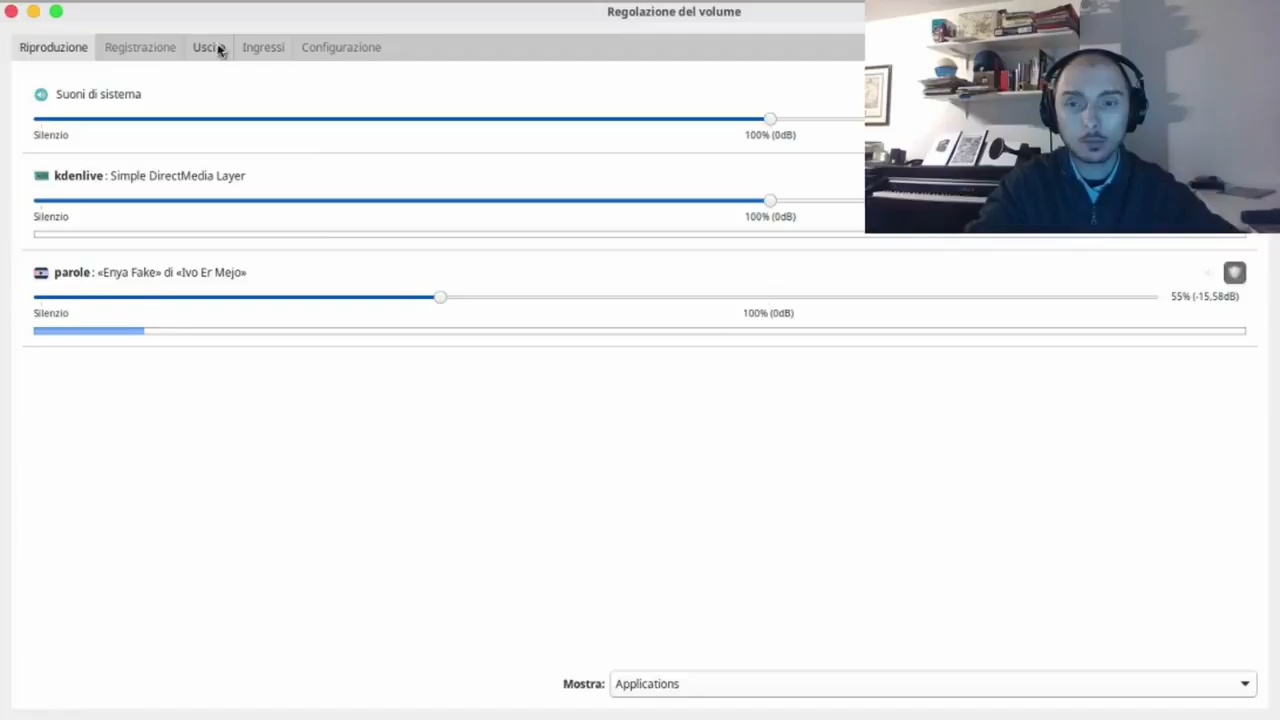 Regolazione del volume
Riproduzione Registrazione Ingressi Configurazione
Suoni di sistema
Silenzio 100% (0dB)
kdenlive : Simple DirectMedia Layer
Silenzio 100% (0dB)
parole : «Enya Fake» di «Ivo Er Mejo»
55% (-15,58dB)
Silenzio 100% (0dB)
Mostra: Applications